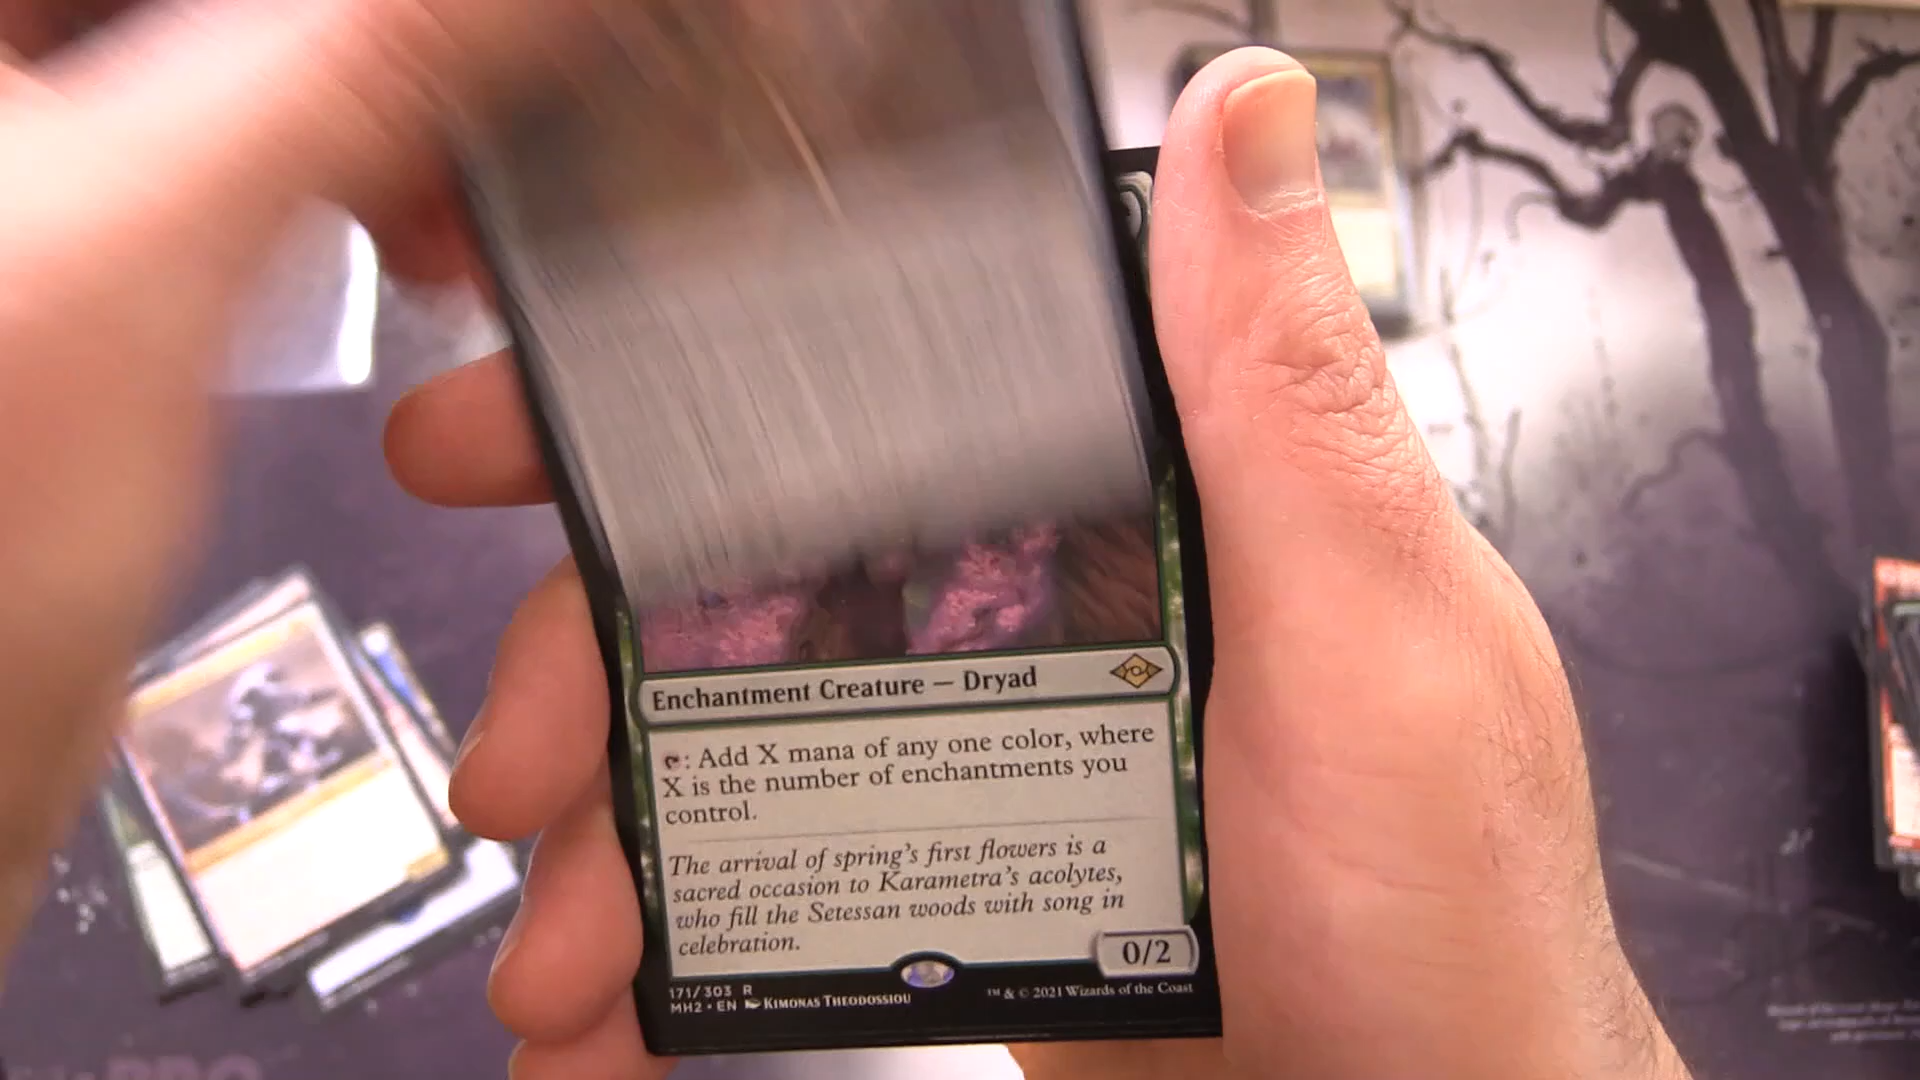 Enchantment Creature — Dryad
: Add X mana of any one color, where
X is the number of enchantments you
control.
The arrival of spring's first flowers is a
sacred occasion to Karametra's acolytes,
who fill the Setessan woods with song in
celebration.
0/2
171/303 R
MH2 • EN KIMONAS THEODOSSIOU
™ & © 2021 Wizards of the Coast